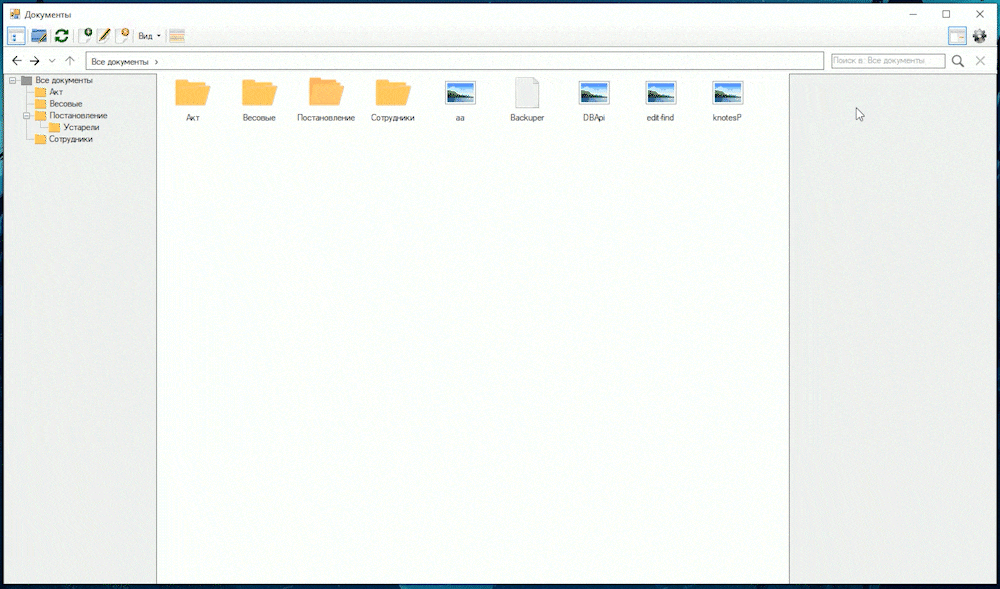 Документы
Вид
Все документы
Поиск в: Все документы
Все документы
Акт
Весовые
Постановление
Устарели
Сотрудники
Акт
Весовые
Постановление
Сотрудники
aa
Backuper
DBApi
edit-find
knotesP